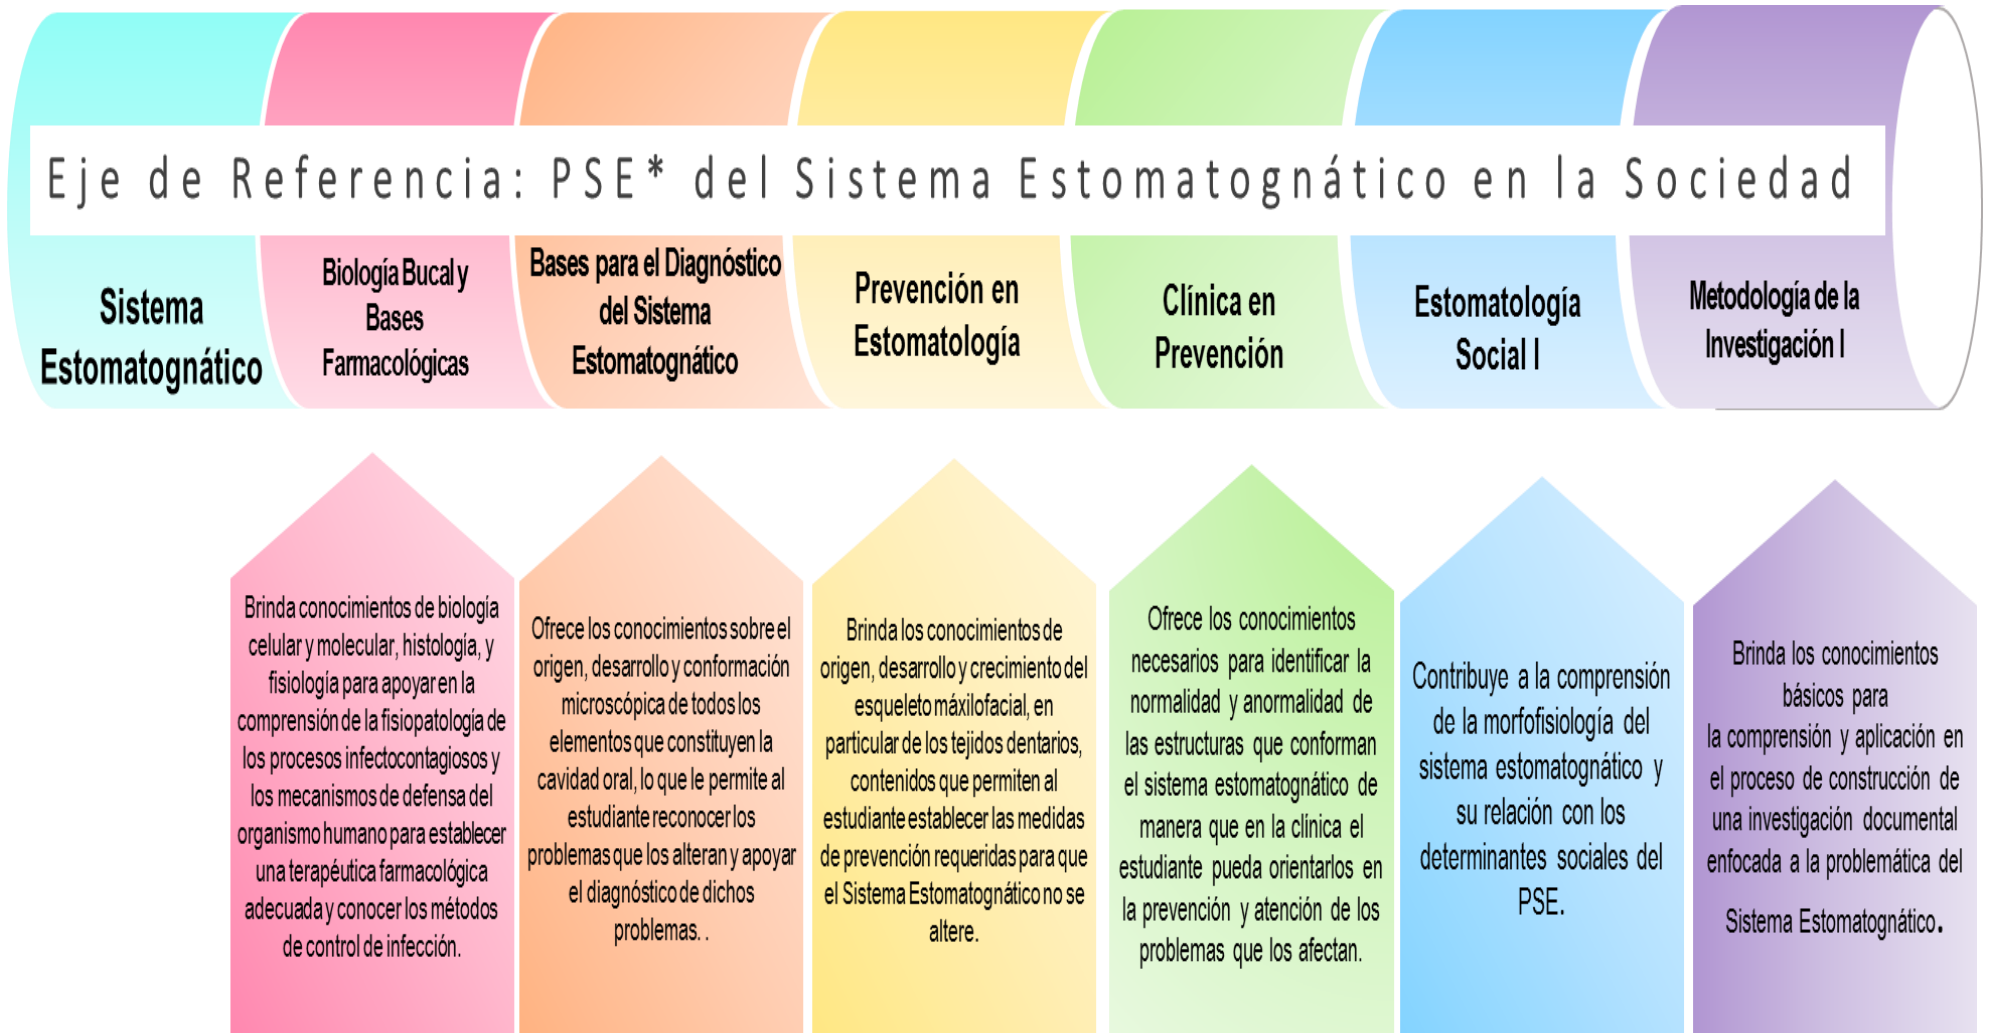 Eje de Referencia: PSE* del Sistema Estomatognático en la Sociedad
Sistema
Estomatognático
Biología Bucal y
Bases
Farmacológicas
Bases para el Diagnóstico
del Sistema
Estomatognático
Prevención en
Estomatología
Clínica en
Prevención
Estomatología
Social I
Metodología de la
Investigación I
Brinda conocimientos de biología
celular y molecular, histología, y
fisiología para apoyar en la
comprensión de la fisiopatología de
los procesos infectocontagiosos y
los mecanismos de defensa del
organismo humano para establecer
una terapéutica farmacológica
adecuada y conocer los métodos
de control de infección.
Ofrece los conocimientos sobre el
origen, desarrollo y conformación
microscópica de todos los
elementos que constituyen la
cavidad oral, lo que le permite al
estudiante reconocer los
problemas que los alteran y apoyar
el diagnóstico de dichos
problemas. .
Brinda los conocimientos de
origen, desarrollo y crecimiento del
esqueleto máxilofacial, en
particular de los tejidos dentarios,
contenidos que permiten al
estudiante establecer las medidas
de prevención requeridas para que
el Sistema Estomatognático no se
altere.
Ofrece los conocimientos
necesarios para identificar la
normalidad y anormalidad de
las estructuras que conforman
el sistema estomatognático de
manera que en la clínica el
estudiante pueda orientarlos en
la prevención y atención de los
problemas que los afectan.
Contribuye a la comprensión
de la morfofisiología del
sistema estomatognático y
su relación con los
determinantes sociales del
PSE.
Brinda los conocimientos
básicos para
la comprensión y aplicación en
el proceso de construcción de
una investigación documental
enfocada a la problemática del
Sistema Estomatognático.